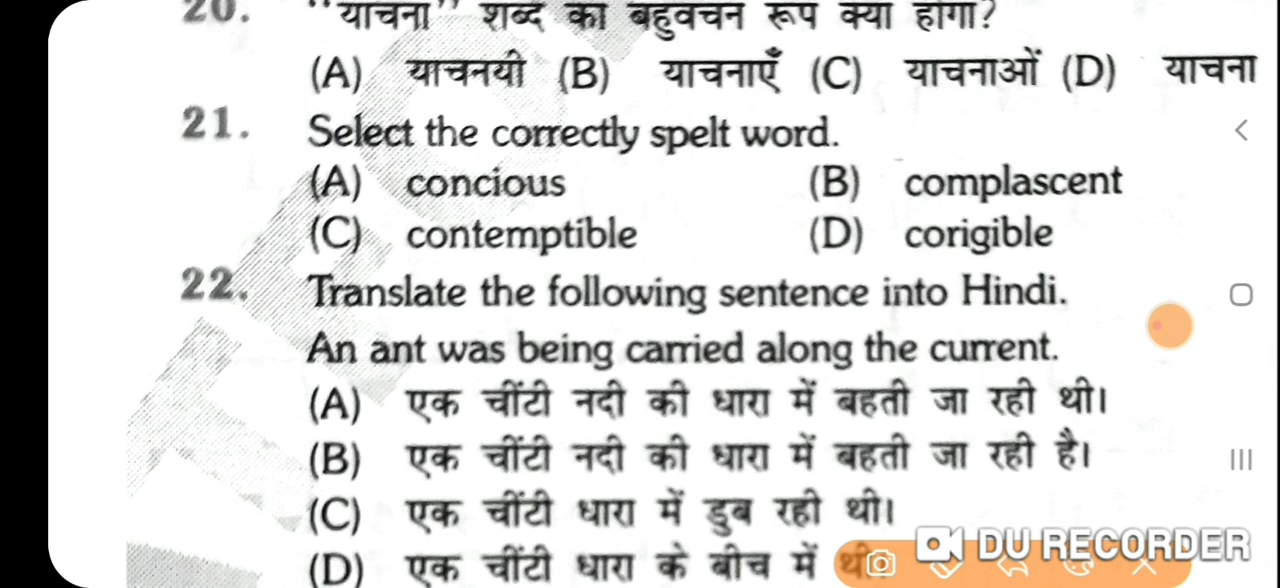 20. "याचना" शब्द का बहुवचन रूप क्या होगा?
(A) याचनयी (B) याचनाएँ (C) याचनाओं (D) याचना
21. Select the correctly spelt word.
(A) concious (B) complascent
(C) contemptible (D) corigible
22. Translate the following sentence into Hindi.
An ant was being carried along the current.
(A) एक चींटी नदी की धारा में बहती जा रही थी।
(B) एक चींटी नदी की धारा में बहती जा रही है।
(C) एक चींटी धारा में डुब रही थी।
(D) एक चींटी धारा के बीच में थी
DU RECORDER